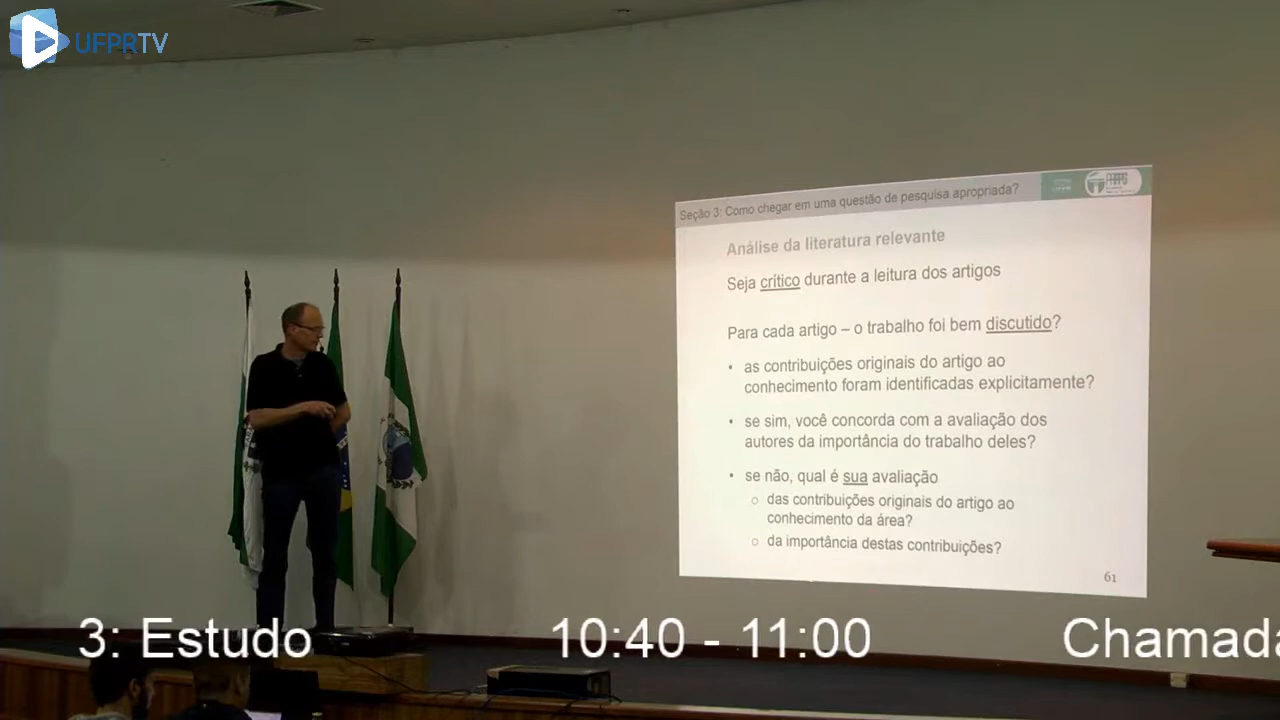 UFPRTV
Seção 3: Como chegar em uma questão de pesquisa apropriada?
Análise da literatura relevante
Seja crítico durante a leitura dos artigos
Para cada artigo – o trabalho foi bem discutido?
• as contribuições originais do artigo ao
conhecimento foram identificadas explicitamente?
• se sim, você concorda com a avaliação dos
autores da importância do trabalho deles?
• se não, qual é sua avaliação
○ das contribuições originais do artigo ao
conhecimento da área?
○ da importância destas contribuições?
61
3: Estudo 10:40 - 11:00 Chamada